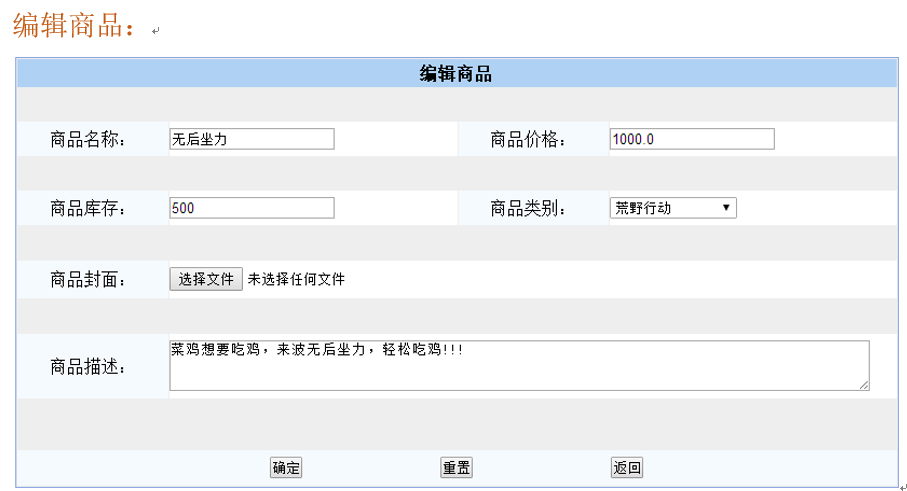 编辑商品：
编辑商品
商品名称： 无后坐力 商品价格： 1000.0
商品库存： 500 商品类别： 荒野行动
商品封面： 选择文件 未选择任何文件
商品描述： 菜鸡想要吃鸡，来波无后坐力，轻松吃鸡!!!
确定 重置 返回